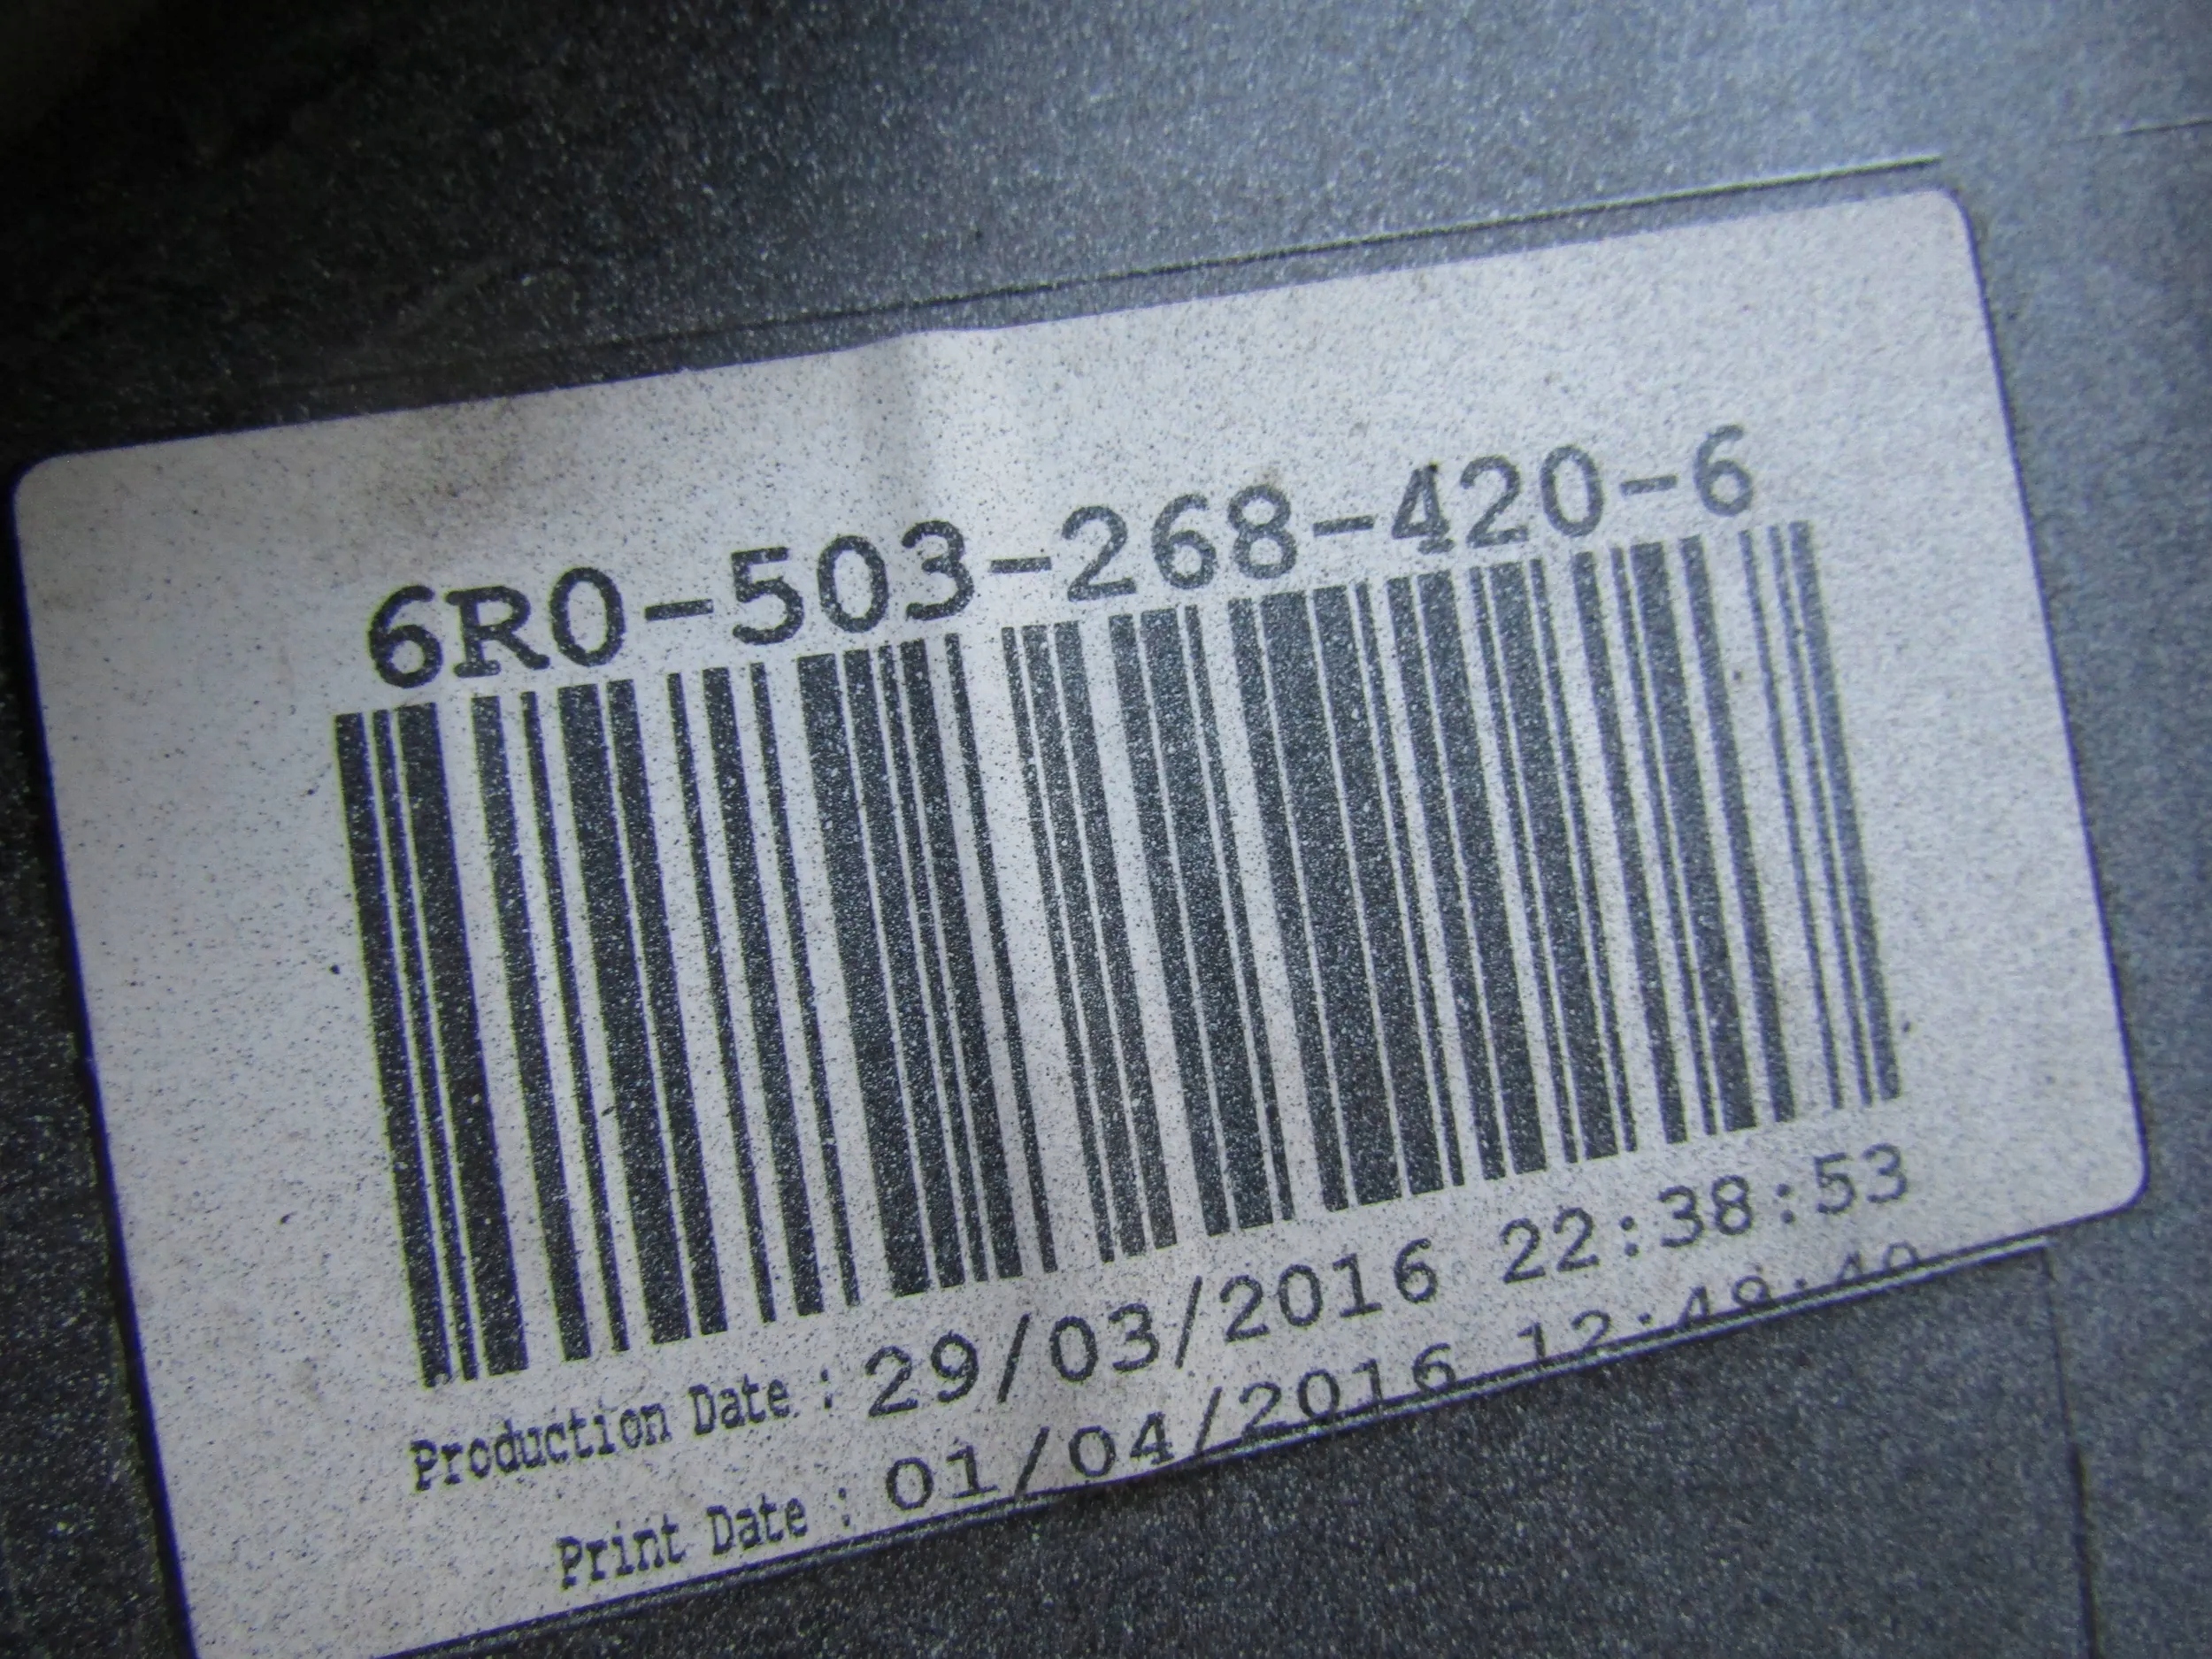 6R0-503-268-420-6
Production Date : 29/03/2016 22:38:53
Print Date : 01/04/2016